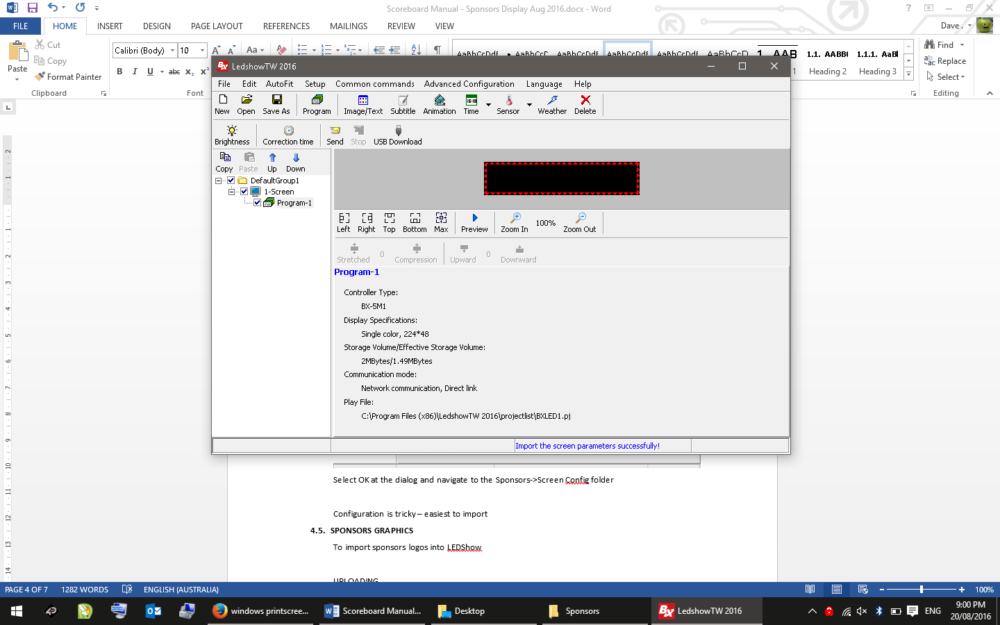 Scoreboard Manual - Sponsors Display Aug 2016.docx - Word
FILE HOME INSERT DESIGN PAGE LAYOUT REFERENCES MAILINGS REVIEW VIEW Dave .
Paste
Cut
Copy
Format Painter
Clipboard
Calibri (Body) 10
Aa
B I U abc x₂ x²
Font
AaBbCcDdE AaBbCcD AaBbCcDdE AaBbCcDdE AaBbCcDdE AaBbCcD 1 AAB 1.1. AABB 1.1.1. AaB
1 Heading 2 Heading 3
Find
Replace
Select
Editing
LedshowTW 2016
File Edit AutoFit Setup Common commands Advanced Configuration Language Help
New Open Save As Program Image/Text Subtitle Animation Time Sensor Weather Delete
Brightness Correction time Send Stop USB Download
Copy Paste Up Down
DefaultGroup1
1-Screen
Program-1
Left Right Top Bottom Max Preview Zoom In 100% Zoom Out
Stretched 0 Compression Upward 0 Downward
Program-1
Controller Type:
BX-5M1
Display Specifications:
Single color, 224*48
Storage Volume/Effective Storage Volume:
2MBytes/1.49MBytes
Communication mode:
Network communication, Direct link
Play File:
C:\Program Files (x86)\LedshowTW 2016\projectlist\BXLED1.pj
Import the screen parameters successfully!
Select OK at the dialog and navigate to the Sponsors->Screen Config folder
Configuration is tricky – easiest to import
4.5. SPONSORS GRAPHICS
To import sponsors logos into LEDShow
UPLOADING
PAGE 4 OF 7 1282 WORDS ENGLISH (AUSTRALIA) 100%
windows printscree... Scoreboard Manual... Desktop Sponsors LedshowTW 2016 ENG 9:00 PM
20/08/2016